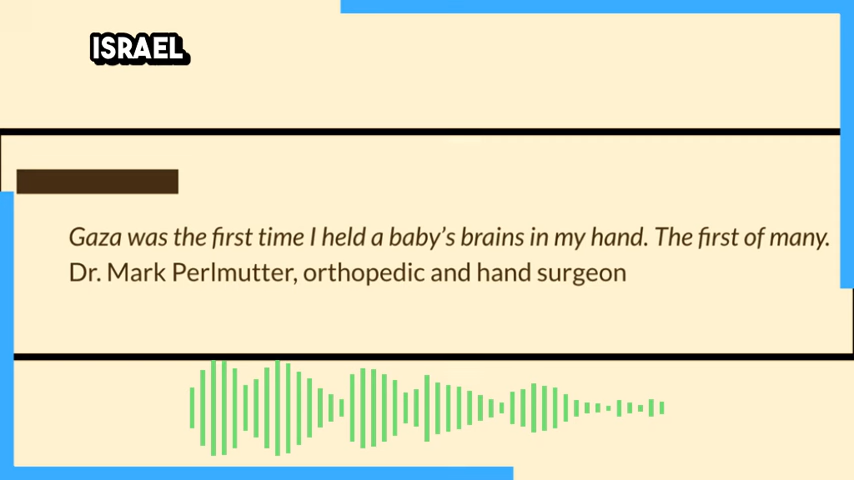 ISRAEL
Gaza was the first time I held a baby's brains in my hand. The first of many.
Dr. Mark Perlmutter, orthopedic and hand surgeon